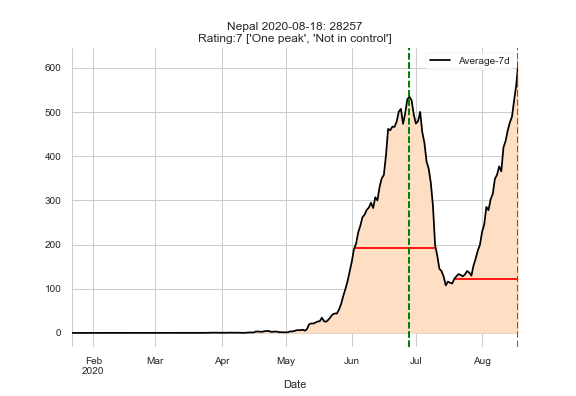 Nepal 2020-08-18: 28257
Rating:7 ['One peak', 'Not in control']
Average-7d
600
500
400
300
200
100
0
Feb
2020
Mar
Apr
May
Jun
Jul
Aug
Date